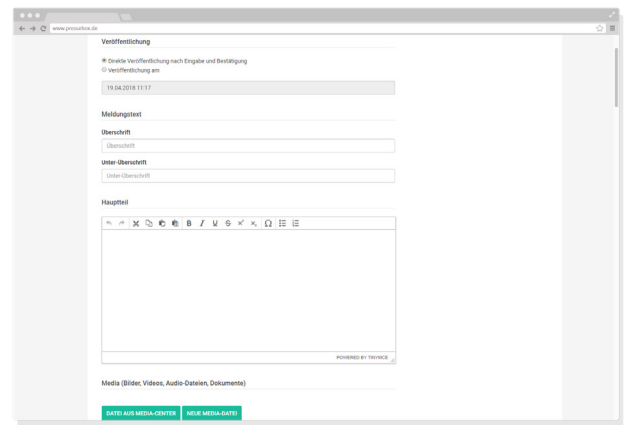 www.pressebox.de
Veröffentlichung
Direkte Veröffentlichung nach Eingabe und Bestätigung
Veröffentlichung am
19.04.2018 11:17
Meldungstext
Überschrift
Überschrift
Unter-Überschrift
Unter-Überschrift
Hauptteil
POWERED BY TINYMCE
Media (Bilder, Videos, Audio-Dateien, Dokumente)
DATEI AUS MEDIA-CENTER NEUE MEDIA-DATEI